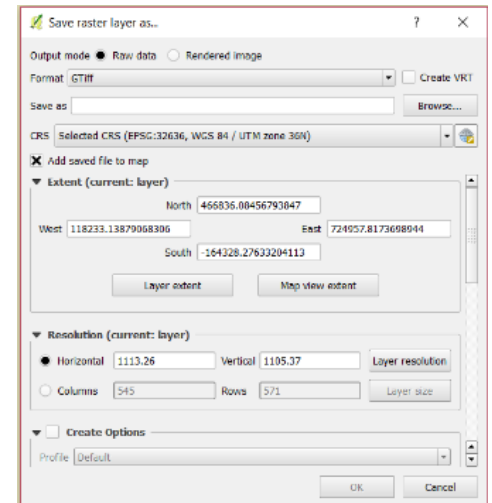 Save raster layer as...
Output mode Raw data Rendered image
Format GTiff Create VRT
Save as Browse...
CRS Selected CRS (EPSG:32636, WGS 84 / UTM zone 36N)
Add saved file to map
Extent (current: layer)
North 466836.08456793847
West 118233.13879068306 East 724957.8173698944
South -164328.27633204113
Layer extent Map view extent
Resolution (current: layer)
Horizontal 1113.26 Vertical 1105.37 Layer resolution
Columns 545 Rows 571 Layer size
Create Options
Profile Default
OK Cancel